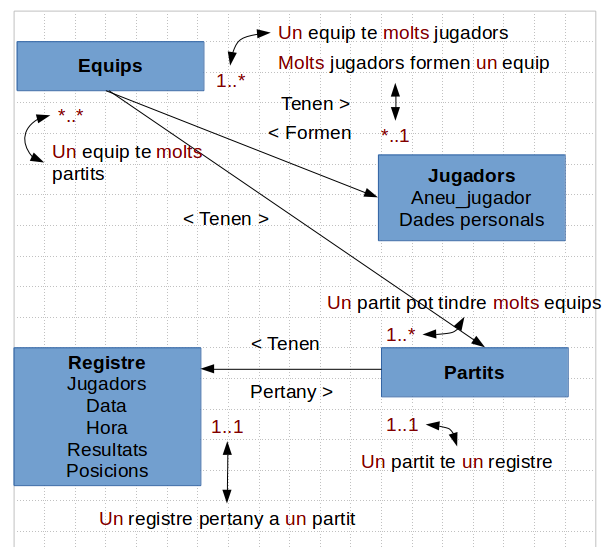 Un equip te molts jugadors
Equips
Molts jugadors formen un equip
1..*
Tenen >
*..*
< Formen
*..1
Un equip te molts
partits
Jugadors
Aneu_jugador
Dades personals
< Tenen >
Un partit pot tindre molts equips
1..*
< Tenen
Registre
Jugadors
Data
Hora
Resultats
Posicions
Partits
Pertany >
1..1
1..1
Un partit te un registre
Un registre pertany a un partit